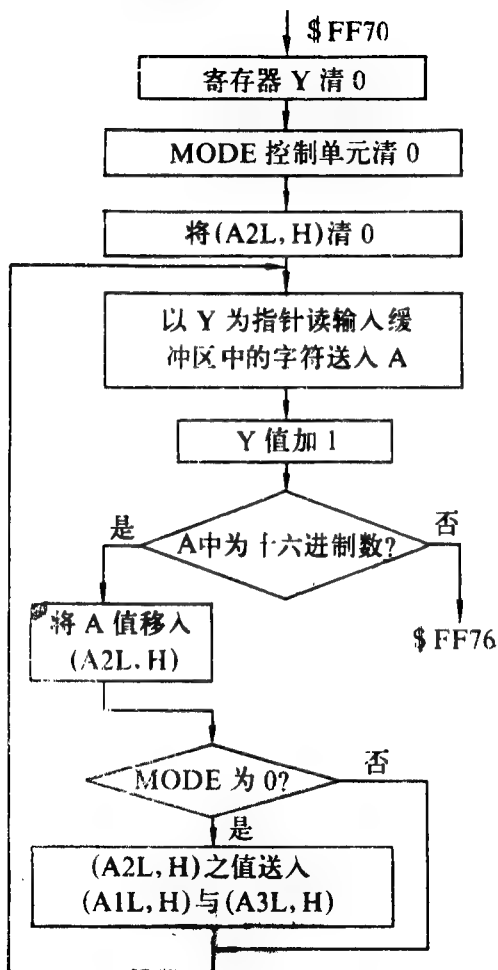 $FF70
寄存器 Y 清 0
MODE 控制单元清 0
将(A2L, H)清 0
以 Y 为指针读输入缓
冲区中的字符送入 A
Y 值加 1
A中为十六进制数?
是
否
将 A 值移入
(A2L, H)
$FF76
MODE 为 0?
否
是
(A2L, H)之值送入
(A1L, H)与(A3L, H)